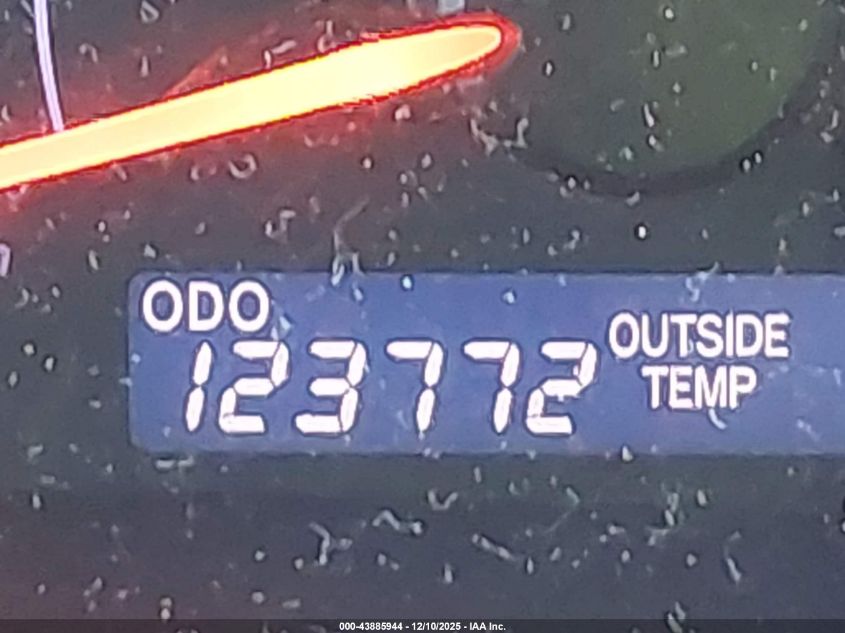 ODO
123772
OUTSIDE
TEMP
000-43885944 - 12/10/2025 - IAA Inc.